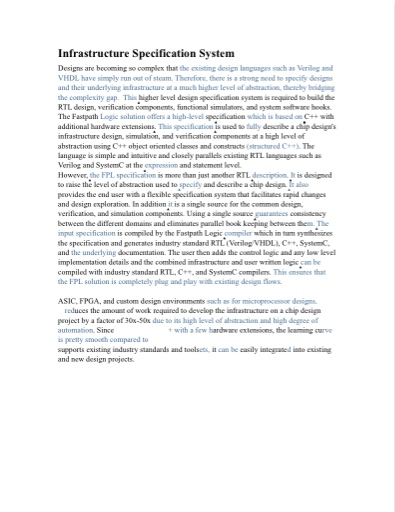 Infrastructure Specification System
Designs are becoming so complex that the existing design languages such as Verilog and
VHDL have simply run out of steam. Therefore, there is a strong need to specify designs
and their underlying infrastructure at a much higher level of abstraction, thereby bridging
the complexity gap. This higher level design specification system is required to build the
RTL design, verification components, functional simulators, and system software hooks.
The Fastpath Logic solution offers a high-level specification which is based on C++ with
additional hardware extensions. This specification is used to fully describe a chip design's
infrastructure design, simulation, and verification components at a high level of
abstraction using C++ object oriented classes and constructs (structured C++). The
language is simple and intuitive and closely parallels existing RTL languages such as
Verilog and SystemC at the expression and statement level.
However, the FPL specification is more than just another RTL description. It is designed
to raise the level of abstraction used to specify and describe a chip design. It also
provides the end user with a flexible specification system that facilitates rapid changes
and design exploration. In addition it is a single source for the common design,
verification, and simulation components. Using a single source guarantees consistency
between the different domains and eliminates parallel book keeping between them. The
input specification is compiled by the Fastpath Logic compiler which in turn synthesizes
the specification and generates industry standard RTL (Verilog/VHDL), C++, SystemC,
and the underlying documentation. The user then adds the control logic and any low level
implementation details and the combined infrastructure and user written logic can be
compiled with industry standard RTL, C++, and SystemC compilers. This ensures that
the FPL solution is completely plug and play with existing design flows.
ASIC, FPGA, and custom design environments such as for microprocessor designs,
reduces the amount of work required to develop the infrastructure on a chip design
project by a factor of 30x-50x due to its high level of abstraction and high degree of
automation. Since + with a few hardware extensions, the learning curve
is pretty smooth compared to
supports existing industry standards and toolsets, it can be easily integrated into existing
and new design projects.